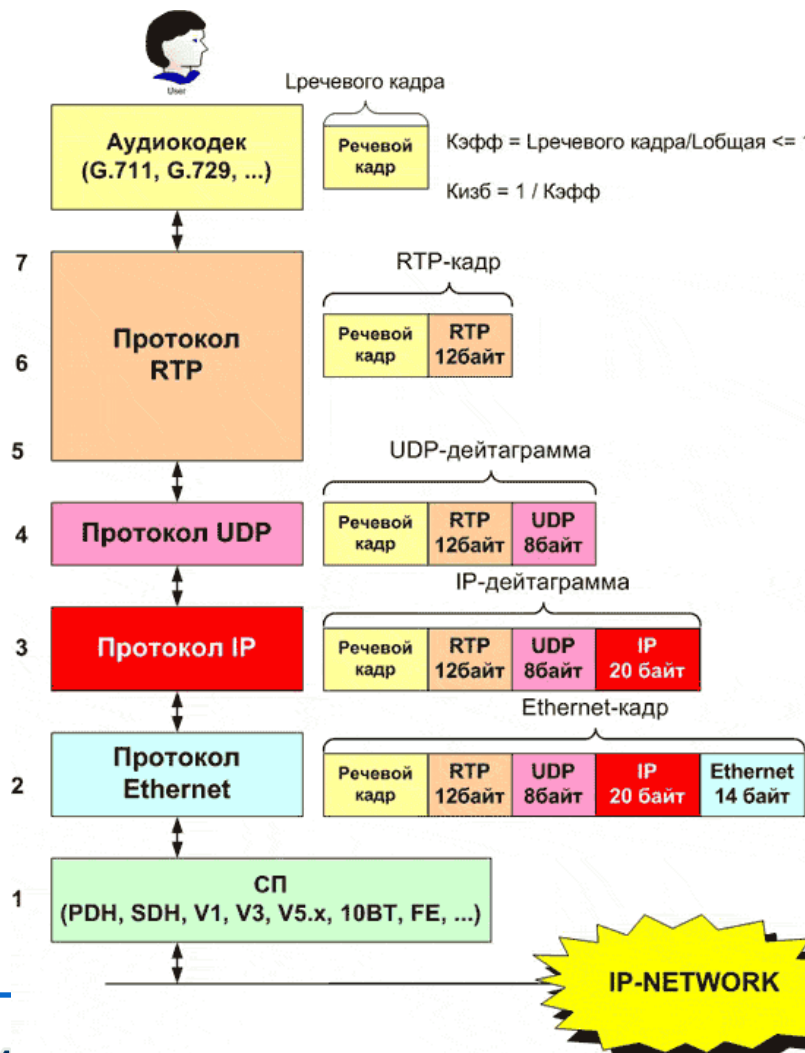 User
Lречевого кадра
Аудиокодек
(G.711, G.729, ...)
Речевой
кадр
Kэфф = Lречевого кадра/Lобщая <= 1
Kизб = 1 / Kэфф
7
RTP-кадр
Протокол
RTP
Речевой
кадр
RTP
12байт
6
5
UDP-дейтаграмма
4
Протокол UDP
Речевой
кадр
RTP
12байт
UDP
8байт
IP-дейтаграмма
3
Протокол IP
Речевой
кадр
RTP
12байт
UDP
8байт
IP
20 байт
Ethernet-кадр
2
Протокол
Ethernet
Речевой
кадр
RTP
12байт
UDP
8байт
IP
20 байт
Ethernet
14 байт
1
СП
(PDH, SDH, V1, V3, V5.x, 10BT, FE, ...)
IP-NETWORK